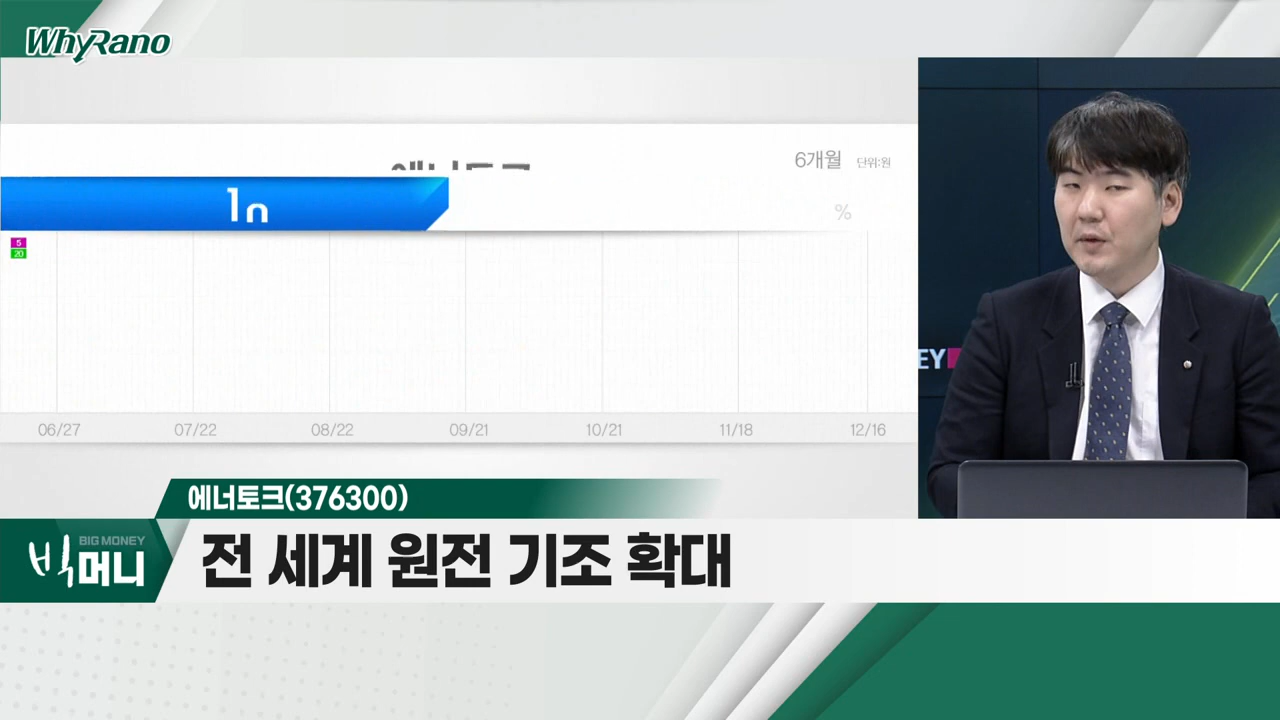 WhyRano
6개월 단위:원
%
5
20
06/27 07/22 08/22 09/21 10/21 11/18 12/16
EY
에너토크(376300)
BIG MONEY
빅머니
전 세계 원전 기조 확대